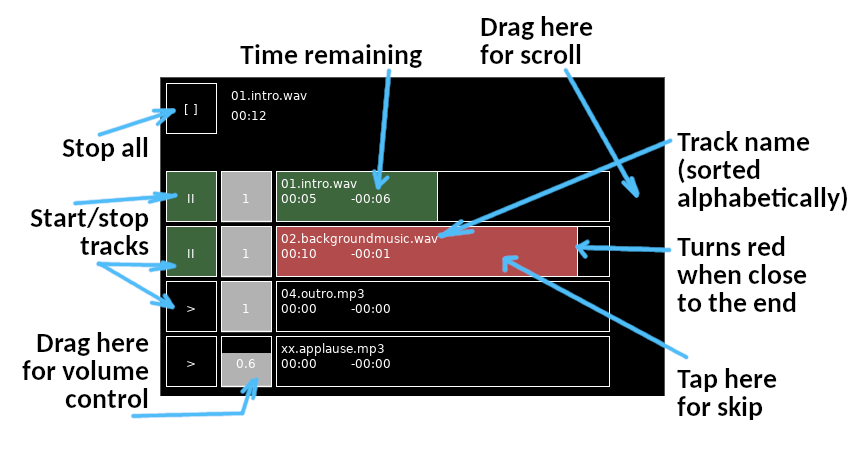 Drag here
for scroll
Time remaining
[ ]
01.intro.wav
00:12
Stop all
Track name
(sorted
alphabetically)
II
1
01.intro.wav
00:05 -00:06
Start/stop
tracks
II
1
02.backgroundmusic.wav
00:10 -00:01
Turns red
when close
to the end
>
1
04.outro.mp3
00:00 -00:00
Drag here
for volume
control
>
0.6
xx.applause.mp3
00:00 -00:00
Tap here
for skip